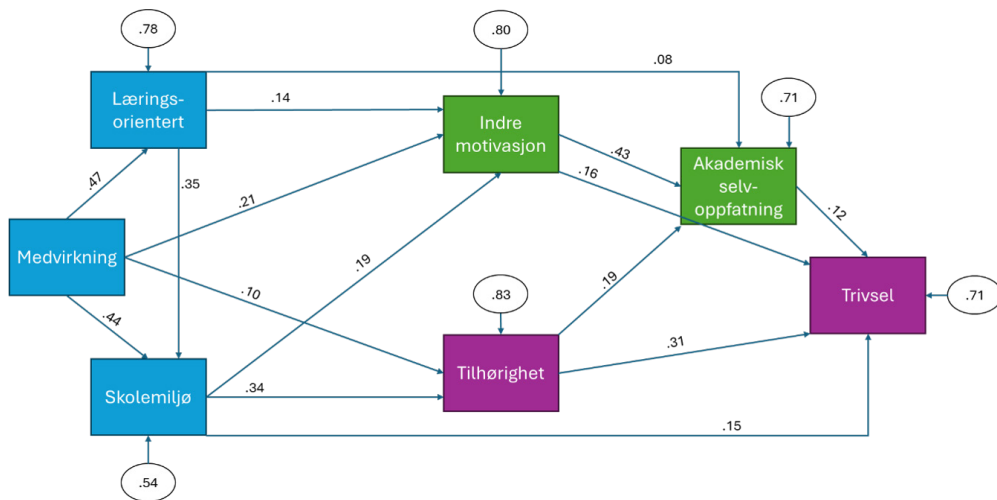 .78
.80
.08
Lærings-
orientert
.14
.71
Indre
motivasjon
.43
Akademisk
selv-
oppfatning
.47
.35
.16
.21
.12
Medvirkning
.19
.19
Trivsel
.71
.10
.83
.44
.31
Tilhørighet
Skolemiljø
.34
.15
.54